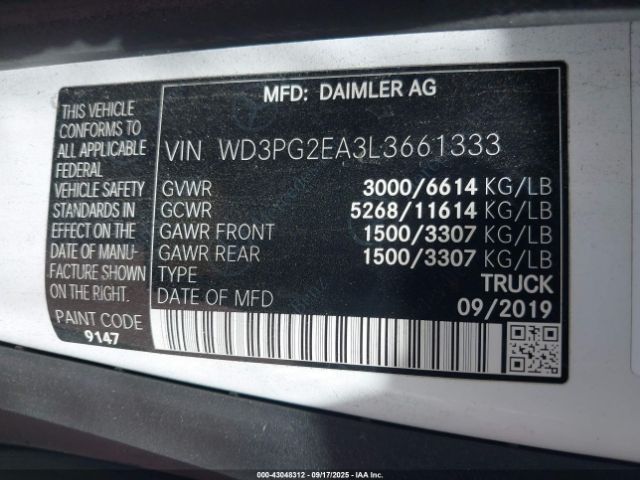 MFD: DAIMLER AG
THIS VEHICLE
CONFORMS TO
ALL APPLICABLE
FEDERAL
VEHICLE SAFETY
STANDARDS IN
EFFECT ON THE
DATE OF MANU-
FACTURE SHOWN
ON THE RIGHT.
PAINT CODE
9147
VIN WD3PG2EA3L3661333
GVWR 3000/6614 KG/LB
GCWR 5268/11614 KG/LB
GAWR FRONT 1500/3307 KG/LB
GAWR REAR 1500/3307 KG/LB
TYPE TRUCK
DATE OF MFD 09/2019
000-43048312 - 09/17/2025 - IAA, Inc.